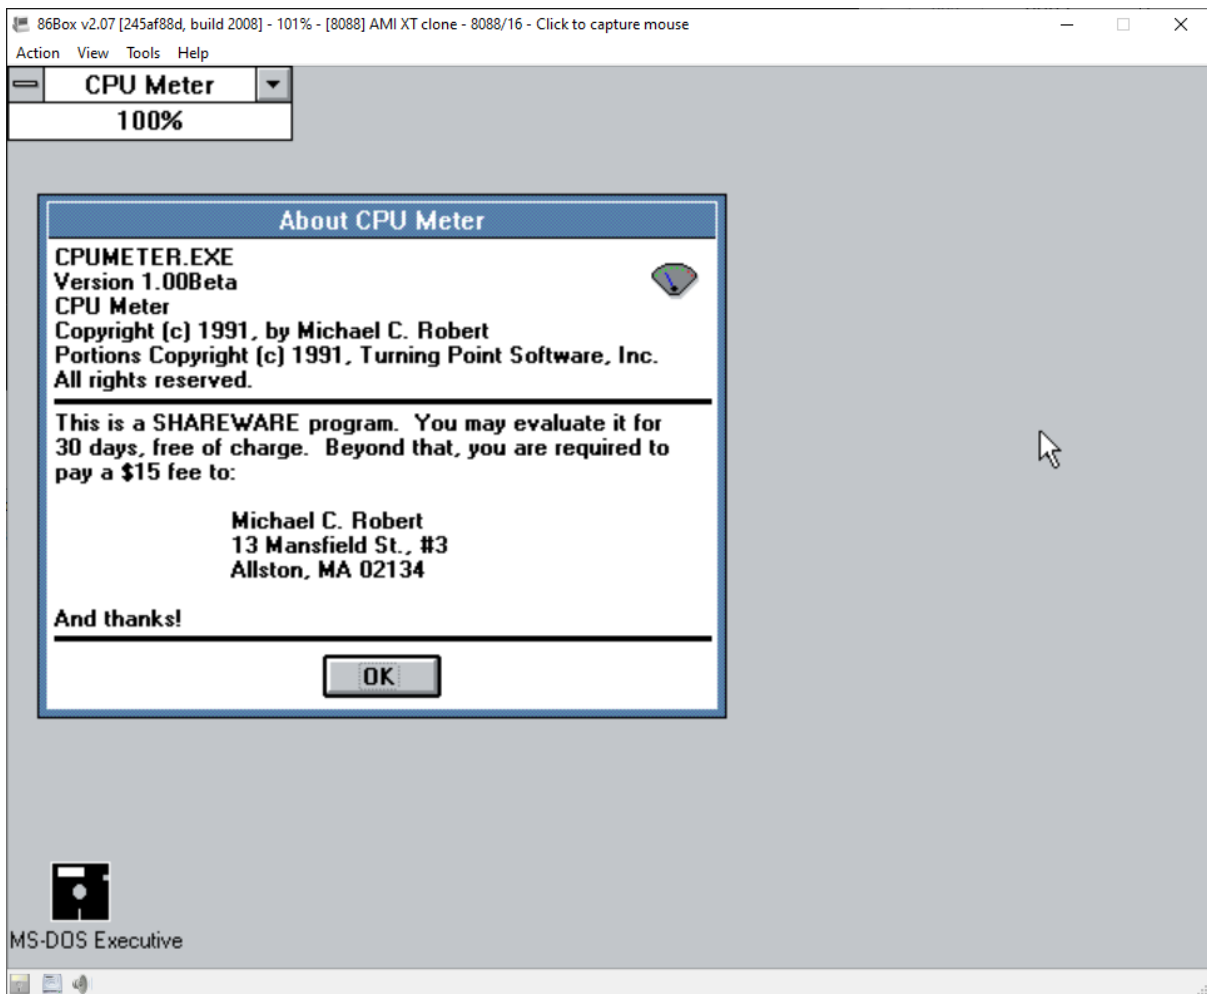 86Box v2.07 [245af88d, build 2008] - 101% - [8088] AMI XT clone - 8088/16 - Click to capture mouse
Action View Tools Help
CPU Meter
100%
About CPU Meter
CPUMETER.EXE
Version 1.00Beta
CPU Meter
Copyright (c) 1991, by Michael C. Robert
Portions Copyright (c) 1991, Turning Point Software, Inc.
All rights reserved.
This is a SHAREWARE program. You may evaluate it for
30 days, free of charge. Beyond that, you are required to
pay a $15 fee to:
Michael C. Robert
13 Mansfield St., #3
Allston, MA 02134
And thanks!
OK
MS-DOS Executive